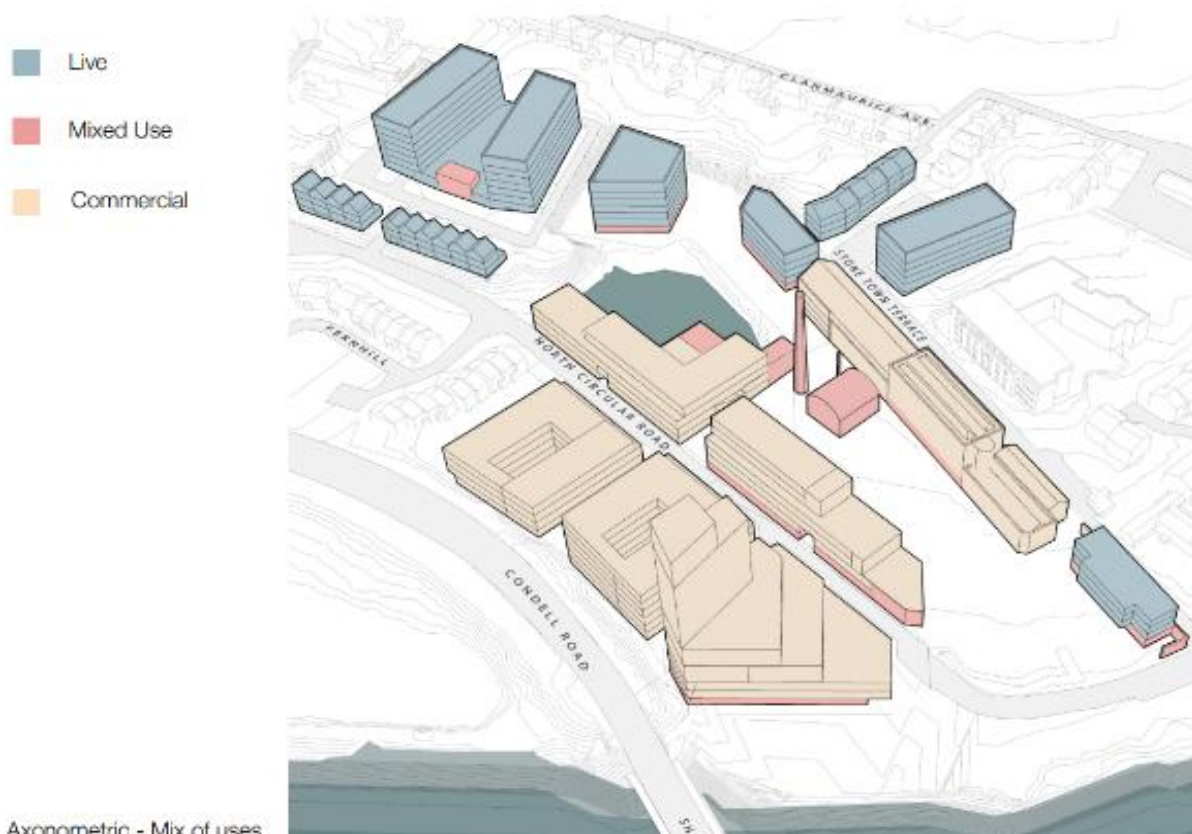 Live
Mixed Use
Commercial
CLANMAURICE AVE.
STONE TOWN TERRACE
FERNHILL
NORTH CIRCULAR ROAD
CONDELL ROAD
SH
Axonometric - Mix of uses